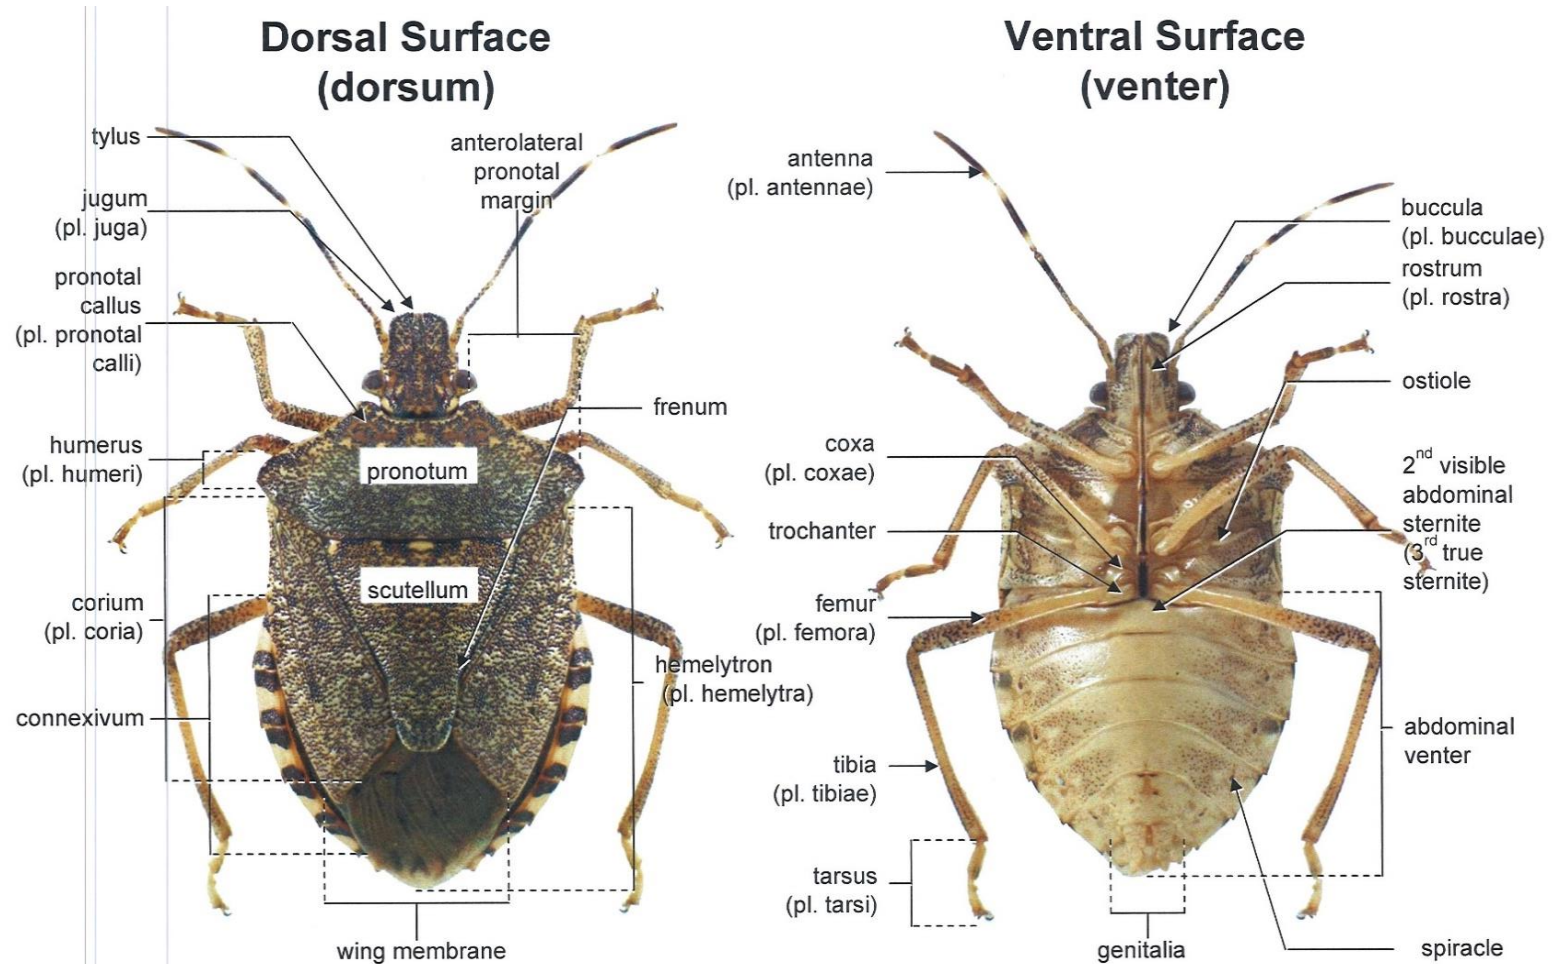 Dorsal Surface
(dorsum)
tylus
jugum
(pl. juga)
pronotal
callus
(pl. pronotal
calli)
humerus
(pl. humeri)
corium
(pl. coria)
connexivum
anterolateral
pronotal
margin
frenum
pronotum
scutellum
hemelytron
(pl. hemelytra)
wing membrane
Ventral Surface
(venter)
antenna
(pl. antennae)
coxa
(pl. coxae)
trochanter
femur
(pl. femora)
tibia
(pl. tibiae)
tarsus
(pl. tarsi)
buccula
(pl. bucculae)
rostrum
(pl. rostra)
ostiole
2nd visible
abdominal
sternite
(3rd true
sternite)
abdominal
venter
genitalia
spiracle